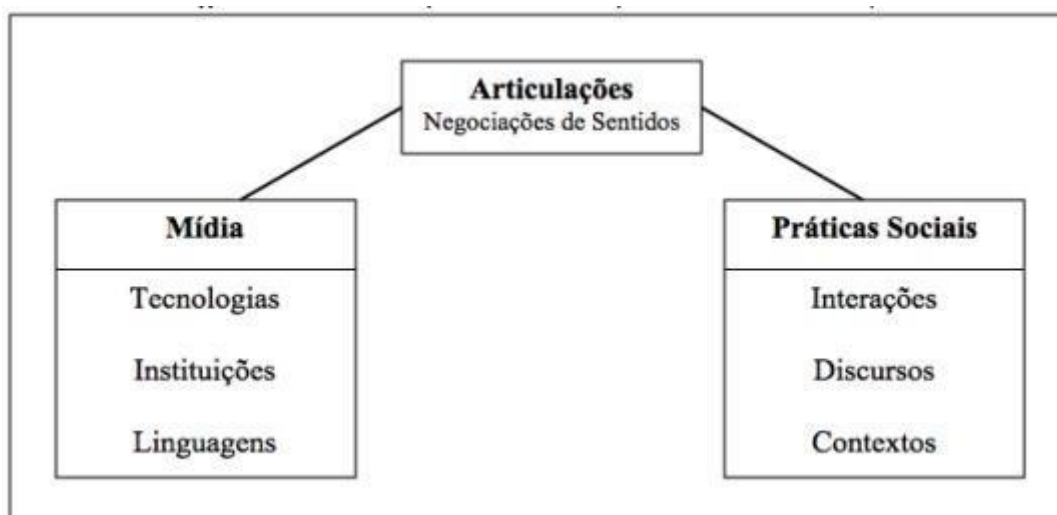 Articulações
Negociações de Sentidos
Mídia
Tecnologias
Instituições
Linguagens
Práticas Sociais
Interações
Discursos
Contextos